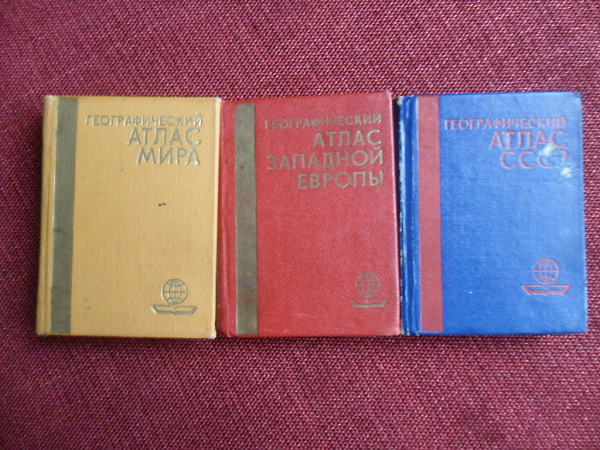 ГЕОГРАФИЧЕСКИЙ
АТЛАС
МИРА
ГЕОГРАФИЧЕСКИЙ
АТЛАС
ЗАПАДНОЙ
ЕВРОПЫ
ГЕОГРАФИЧЕСКИЙ
АТЛАС
СССР